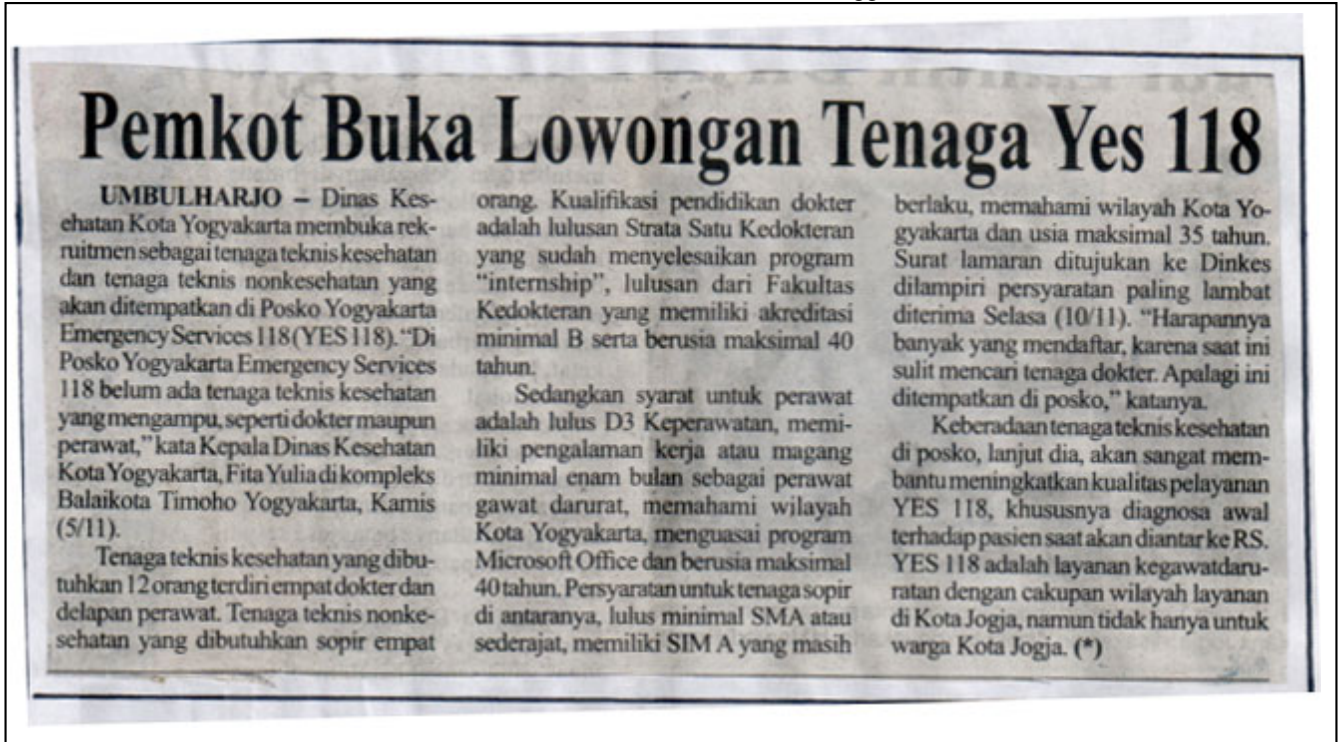 Pemkot Buka Lowongan Tenaga Yes 118
UMBULHARJO – Dinas Kes-
ehatan Kota Yogyakarta membuka rek-
ruitmen sebagai tenaga teknis kesehatan
dan tenaga teknis nonkesehatan yang
akan ditempatkan di Posko Yogyakarta
Emergency Services 118 (YES 118). “Di
Posko Yogyakarta Emergency Services
118 belum ada tenaga teknis kesehatan
yang mengampu, seperti dokter maupun
perawat,” kata Kepala Dinas Kesehatan
Kota Yogyakarta, Fita Yulia di kompleks
Balaikota Timoho Yogyakarta, Kamis
(5/11).
Tenaga teknis kesehatan yang dibu-
tuhkan 12 orang terdiri empat dokter dan
delapan perawat. Tenaga teknis nonke-
sehatan yang dibutuhkan sopir empat
orang. Kualifikasi pendidikan dokter
adalah lulusan Strata Satu Kedokteran
yang sudah menyelesaikan program
“internship”, lulusan dari Fakultas
Kedokteran yang memiliki akreditasi
minimal B serta berusia maksimal 40
tahun.
Sedangkan syarat untuk perawat
adalah lulus D3 Keperawatan, memi-
liki pengalaman kerja atau magang
minimal enam bulan sebagai perawat
gawat darurat, memahami wilayah
Kota Yogyakarta, menguasai program
Microsoft Office dan berusia maksimal
40 tahun. Persyaratan untuk tenaga sopir
di antaranya, lulus minimal SMA atau
sederajat, memiliki SIM A yang masih
berlaku, memahami wilayah Kota Yo-
gyakarta dan usia maksimal 35 tahun.
Surat lamaran ditujukan ke Dinkes
dilampiri persyaratan paling lambat
diterima Selasa (10/11). “Harapannya
banyak yang mendaftar, karena saat ini
sulit mencari tenaga dokter. Apalagi ini
ditempatkan di posko,” katanya.
Keberadaan tenaga teknis kesehatan
di posko, lanjut dia, akan sangat mem-
bantu meningkatkan kualitas pelayanan
YES 118, khususnya diagnosa awal
terhadap pasien saat akan diantar ke RS.
YES 118 adalah layanan kegawatdaru-
ratan dengan cakupan wilayah layanan
di Kota Jogja, namun tidak hanya untuk
warga Kota Jogja. (*)